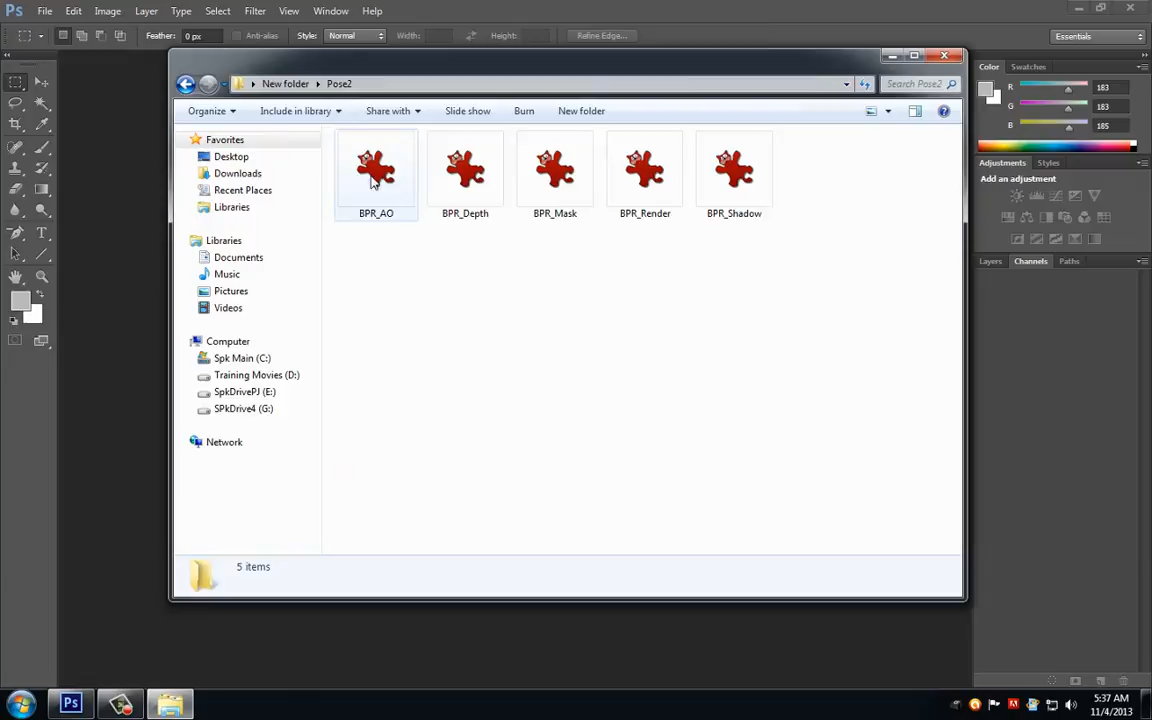 Ps File Edit Image Layer Type Select Filter View Window Help
Feather: 0 px Anti-alias Style: Normal Width: Height: Refine Edge... Essentials
New folder Pose2 Search Pose2
Organize Include in library Share with Slide show Burn New folder
Favorites
Desktop
Downloads
Recent Places
Libraries
Libraries
Documents
Music
Pictures
Videos
Computer
Spk Main (C:)
Training Movies (D:)
SpkDrivePJ (E:)
SPkDrive4 (G:)
Network
BPR_AO BPR_Depth BPR_Mask BPR_Render BPR_Shadow
5 items
Color Swatches
R 183
G 183
B 185
Adjustments Styles
Add an adjustment
Layers Channels Paths
Ps
5:37 AM
11/4/2013